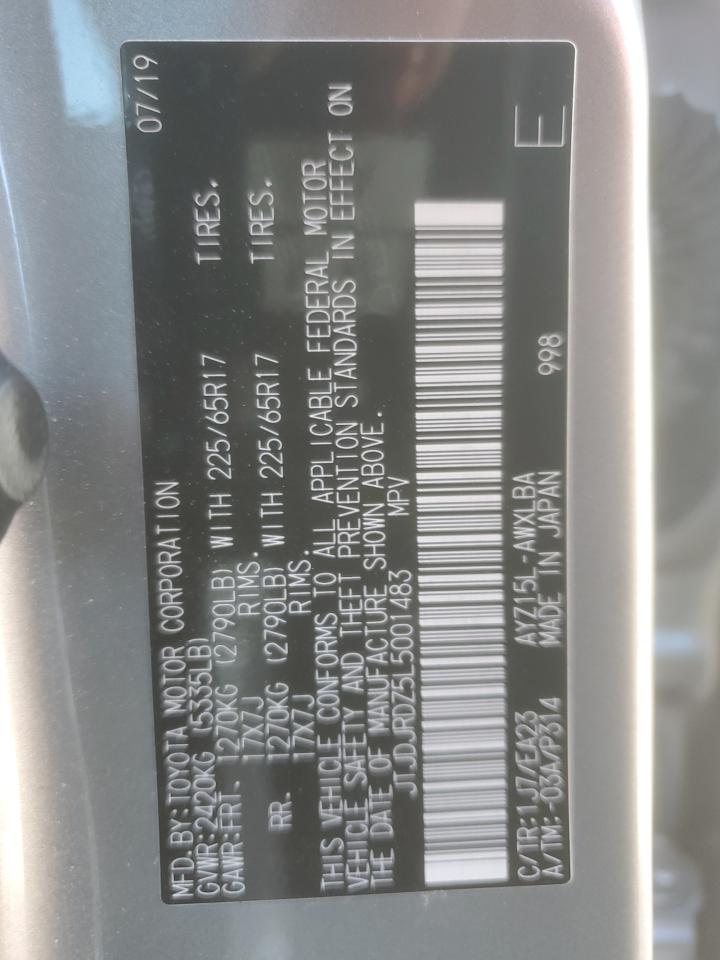 MFD. BY: TOYOTA MOTOR CORPORATION 07/19
GVWR: 2420KG (5335LB)
GAWR: FRT. 1270KG (2790LB) WITH 225/65R17 TIRES.
17X7J RIMS.
RR. 1270KG (2790LB) WITH 225/65R17 TIRES.
17X7J RIMS.
THIS VEHICLE CONFORMS TO ALL APPLICABLE FEDERAL MOTOR
VEHICLE SAFETY AND THEFT PREVENTION STANDARDS IN EFFECT ON
THE DATE OF MANUFACTURE SHOWN ABOVE.
JTJDJRDZ5L5001483 MPV
C/TR: 1J7/EA23 AYZ15L-AWXLBA
A/TM: -03A/P314 MADE IN JAPAN 998 E